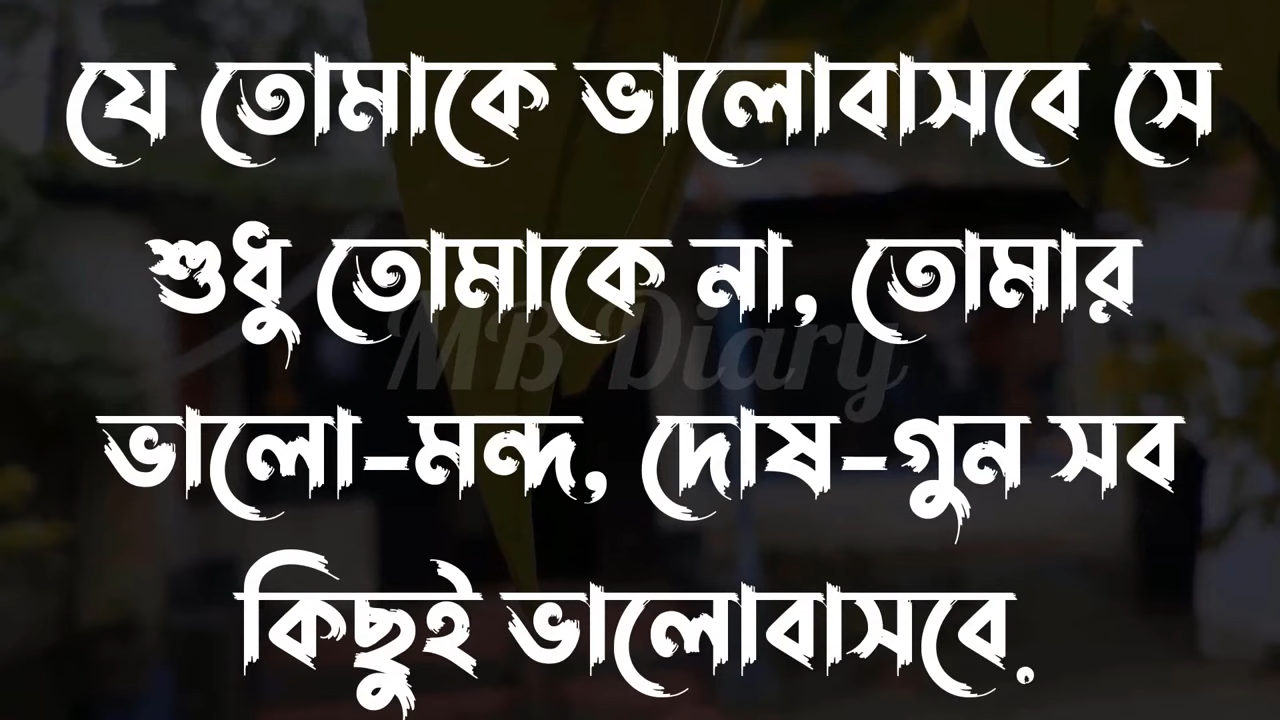 যে তোমাকে ভালোবাসবে সে
শুধু তোমাকে না, তোমার
MB Diary
ভালো-মন্দ, দোষ-গুন সব
কিছুই ভালোবাসবে.